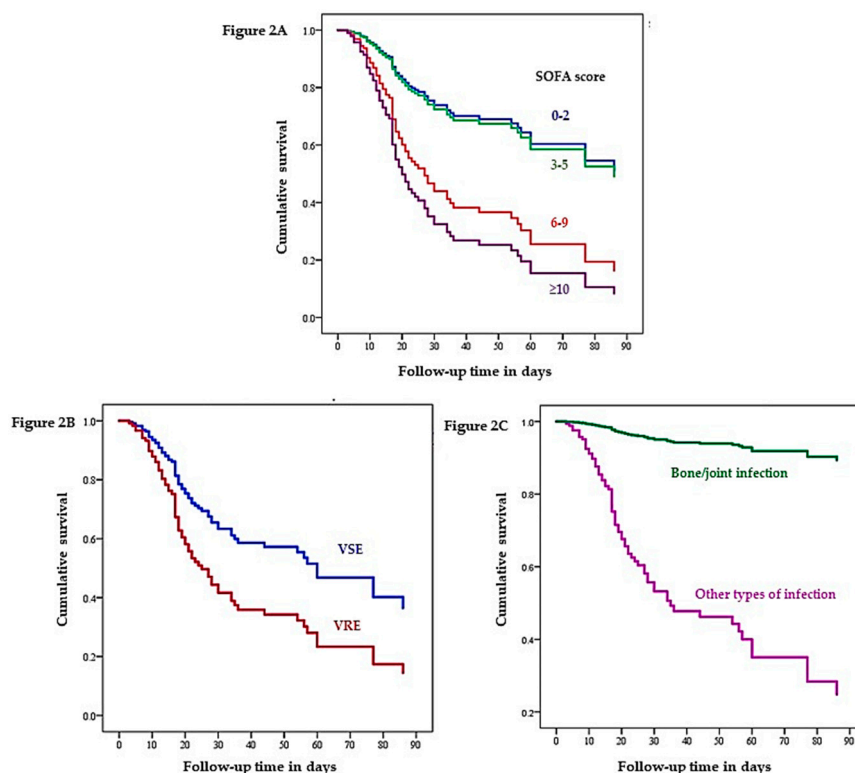 Figure 2A
SOFA score
0-2
3-5
6-9
≥10
Cumulative survival
1.0
0.8
0.6
0.4
0.2
0.0
0 10 20 30 40 50 60 70 80 90
Follow-up time in days
Figure 2B
VSE
VRE
Cumulative survival
1.0
0.8
0.6
0.4
0.2
0.0
0 10 20 30 40 50 60 70 80 90
Follow-up time in days
Figure 2C
Bone/joint infection
Other types of infection
Cumulative survival
1.0
0.8
0.6
0.4
0.2
0 10 20 30 40 50 60 70 80 90
Follow-up time in days